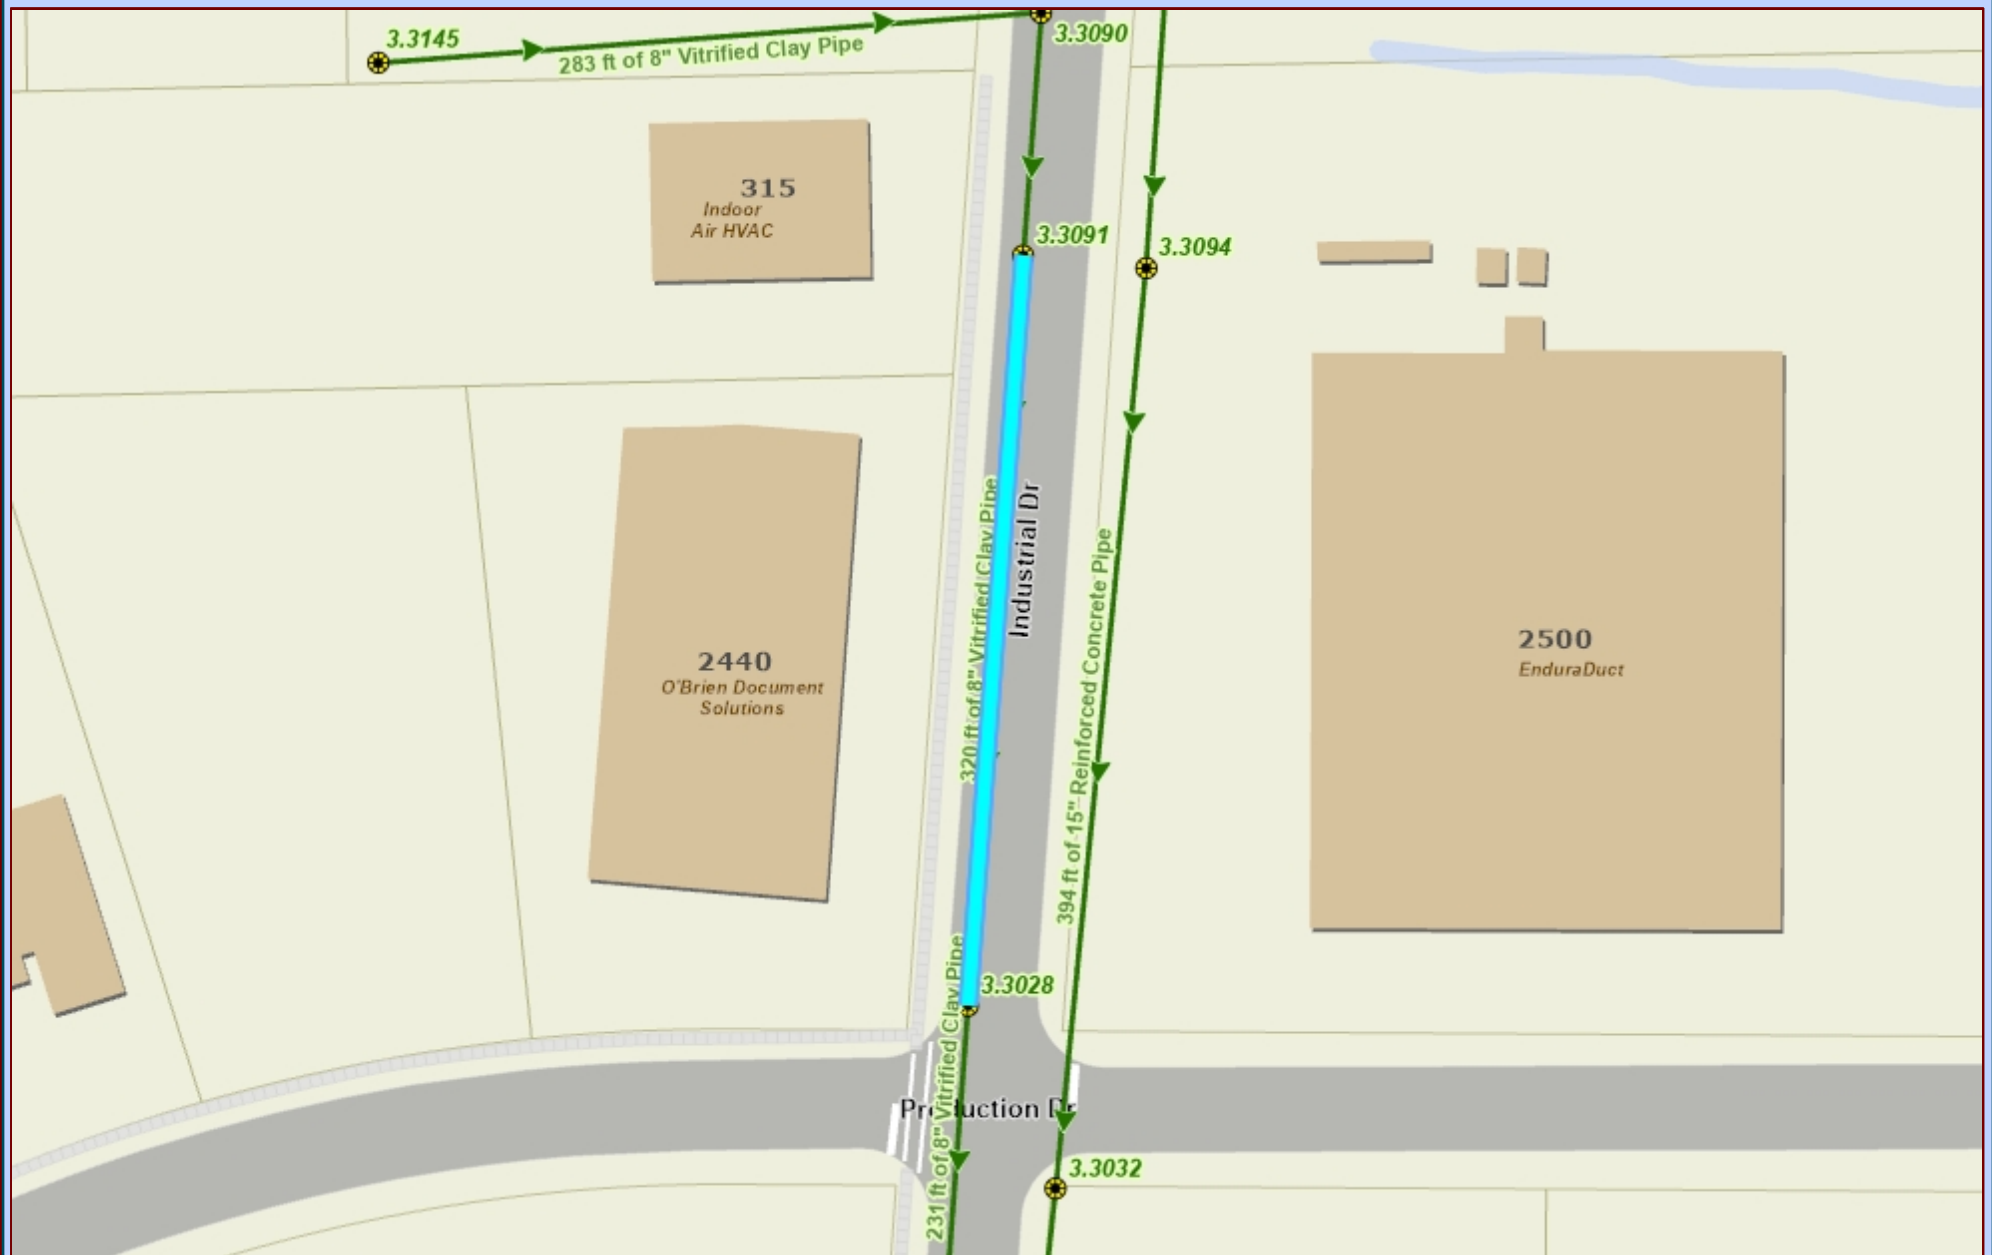 3.3145
283 ft of 8" Vitrified Clay Pipe
3.3090
315
Indoor
Air HVAC
3.3091
3.3094
320 ft of 8" Vitrified Clay Pipe
Industrial Dr
394 ft of 15" Reinforced Concrete Pipe
2440
O'Brien Document
Solutions
2500
EnduraDuct
3.3028
231 ft of 8" Vitrified Clay Pipe
Production Dr
3.3032